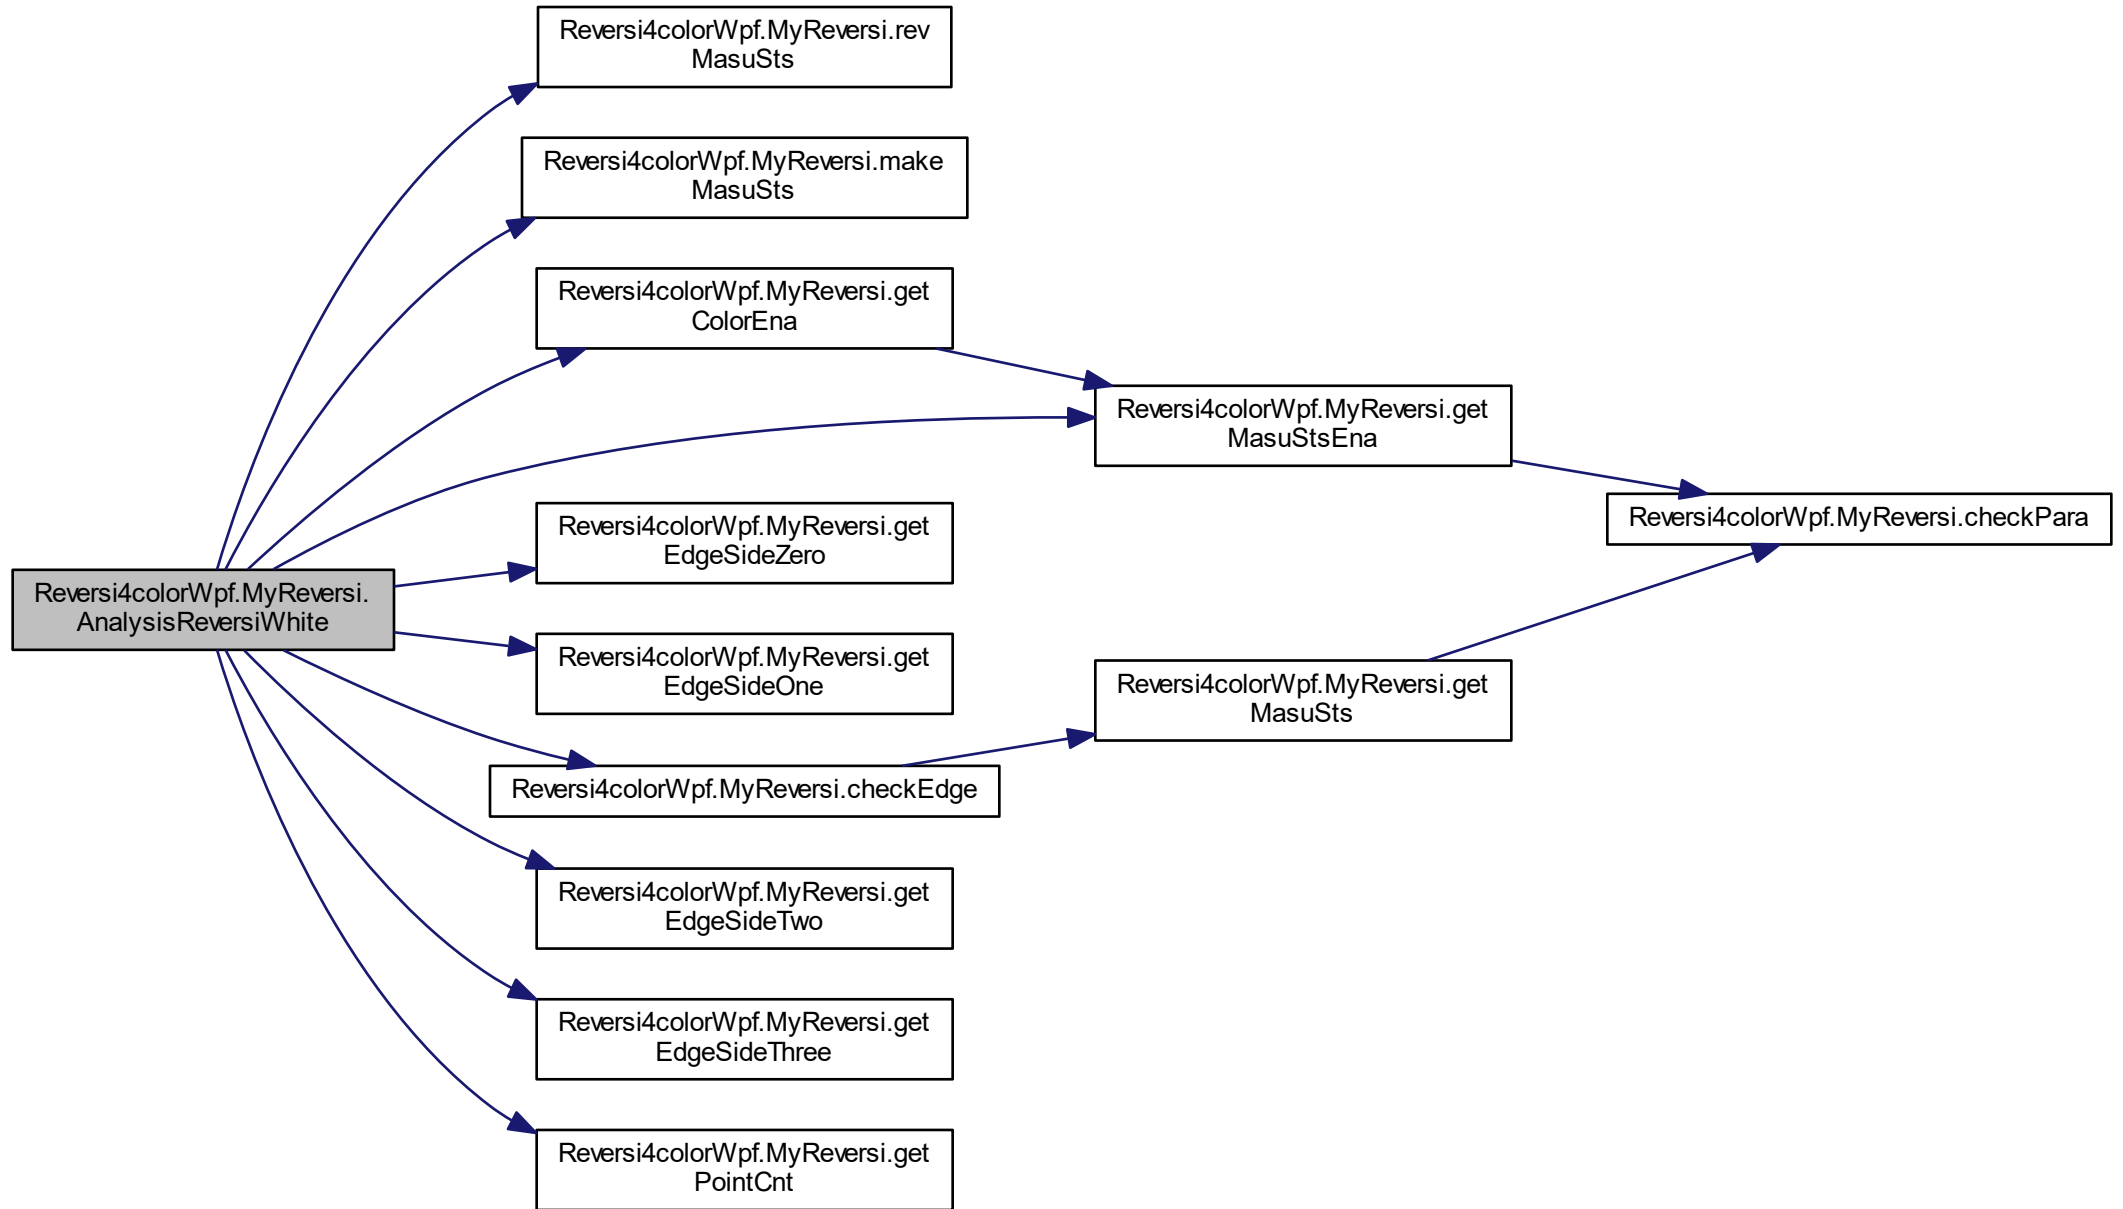 Reversi4colorWpf.MyReversi.rev
MasuSts
Reversi4colorWpf.MyReversi.make
MasuSts
Reversi4colorWpf.MyReversi.get
ColorEna
Reversi4colorWpf.MyReversi.get
MasuStsEna
Reversi4colorWpf.MyReversi.checkPara
Reversi4colorWpf.MyReversi.get
EdgeSideZero
Reversi4colorWpf.MyReversi.
AnalysisReversiWhite
Reversi4colorWpf.MyReversi.get
EdgeSideOne
Reversi4colorWpf.MyReversi.get
MasuSts
Reversi4colorWpf.MyReversi.checkEdge
Reversi4colorWpf.MyReversi.get
EdgeSideTwo
Reversi4colorWpf.MyReversi.get
EdgeSideThree
Reversi4colorWpf.MyReversi.get
PointCnt